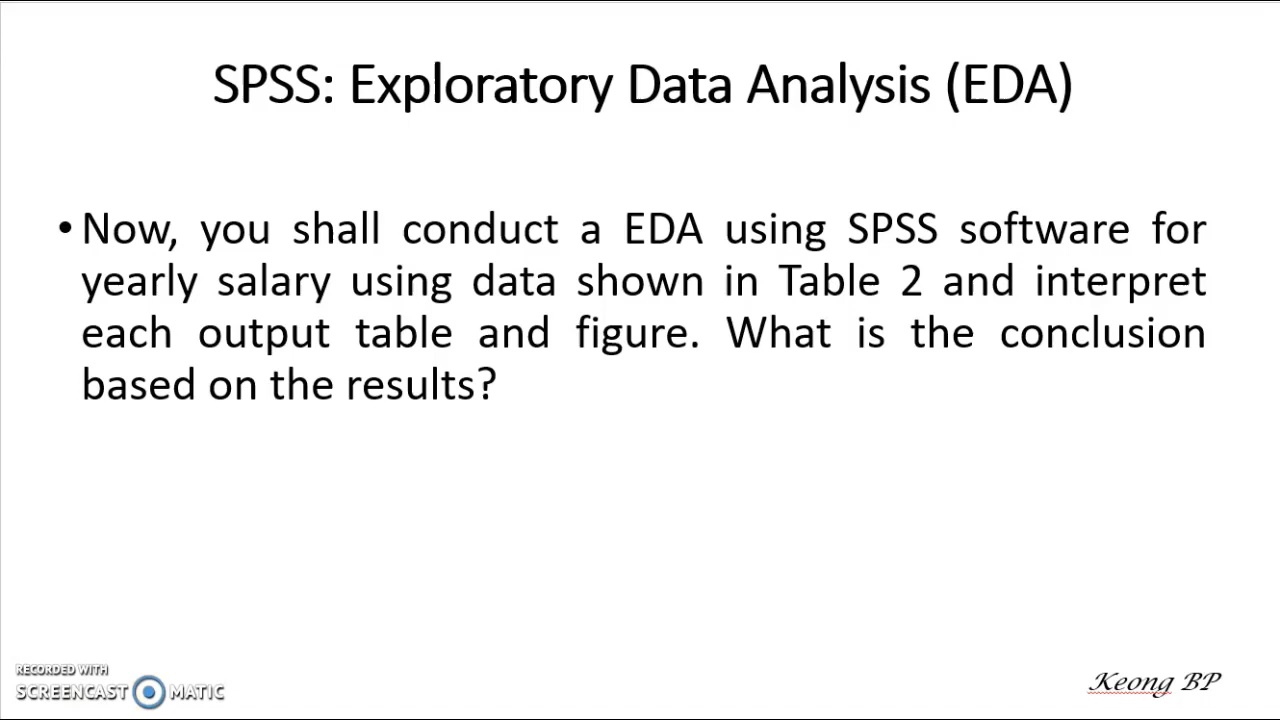 SPSS: Exploratory Data Analysis (EDA)
• Now, you shall conduct a EDA using SPSS software for
yearly salary using data shown in Table 2 and interpret
each output table and figure. What is the conclusion
based on the results?
RECORDED WITH
SCREENCAST MATIC
Keong BP